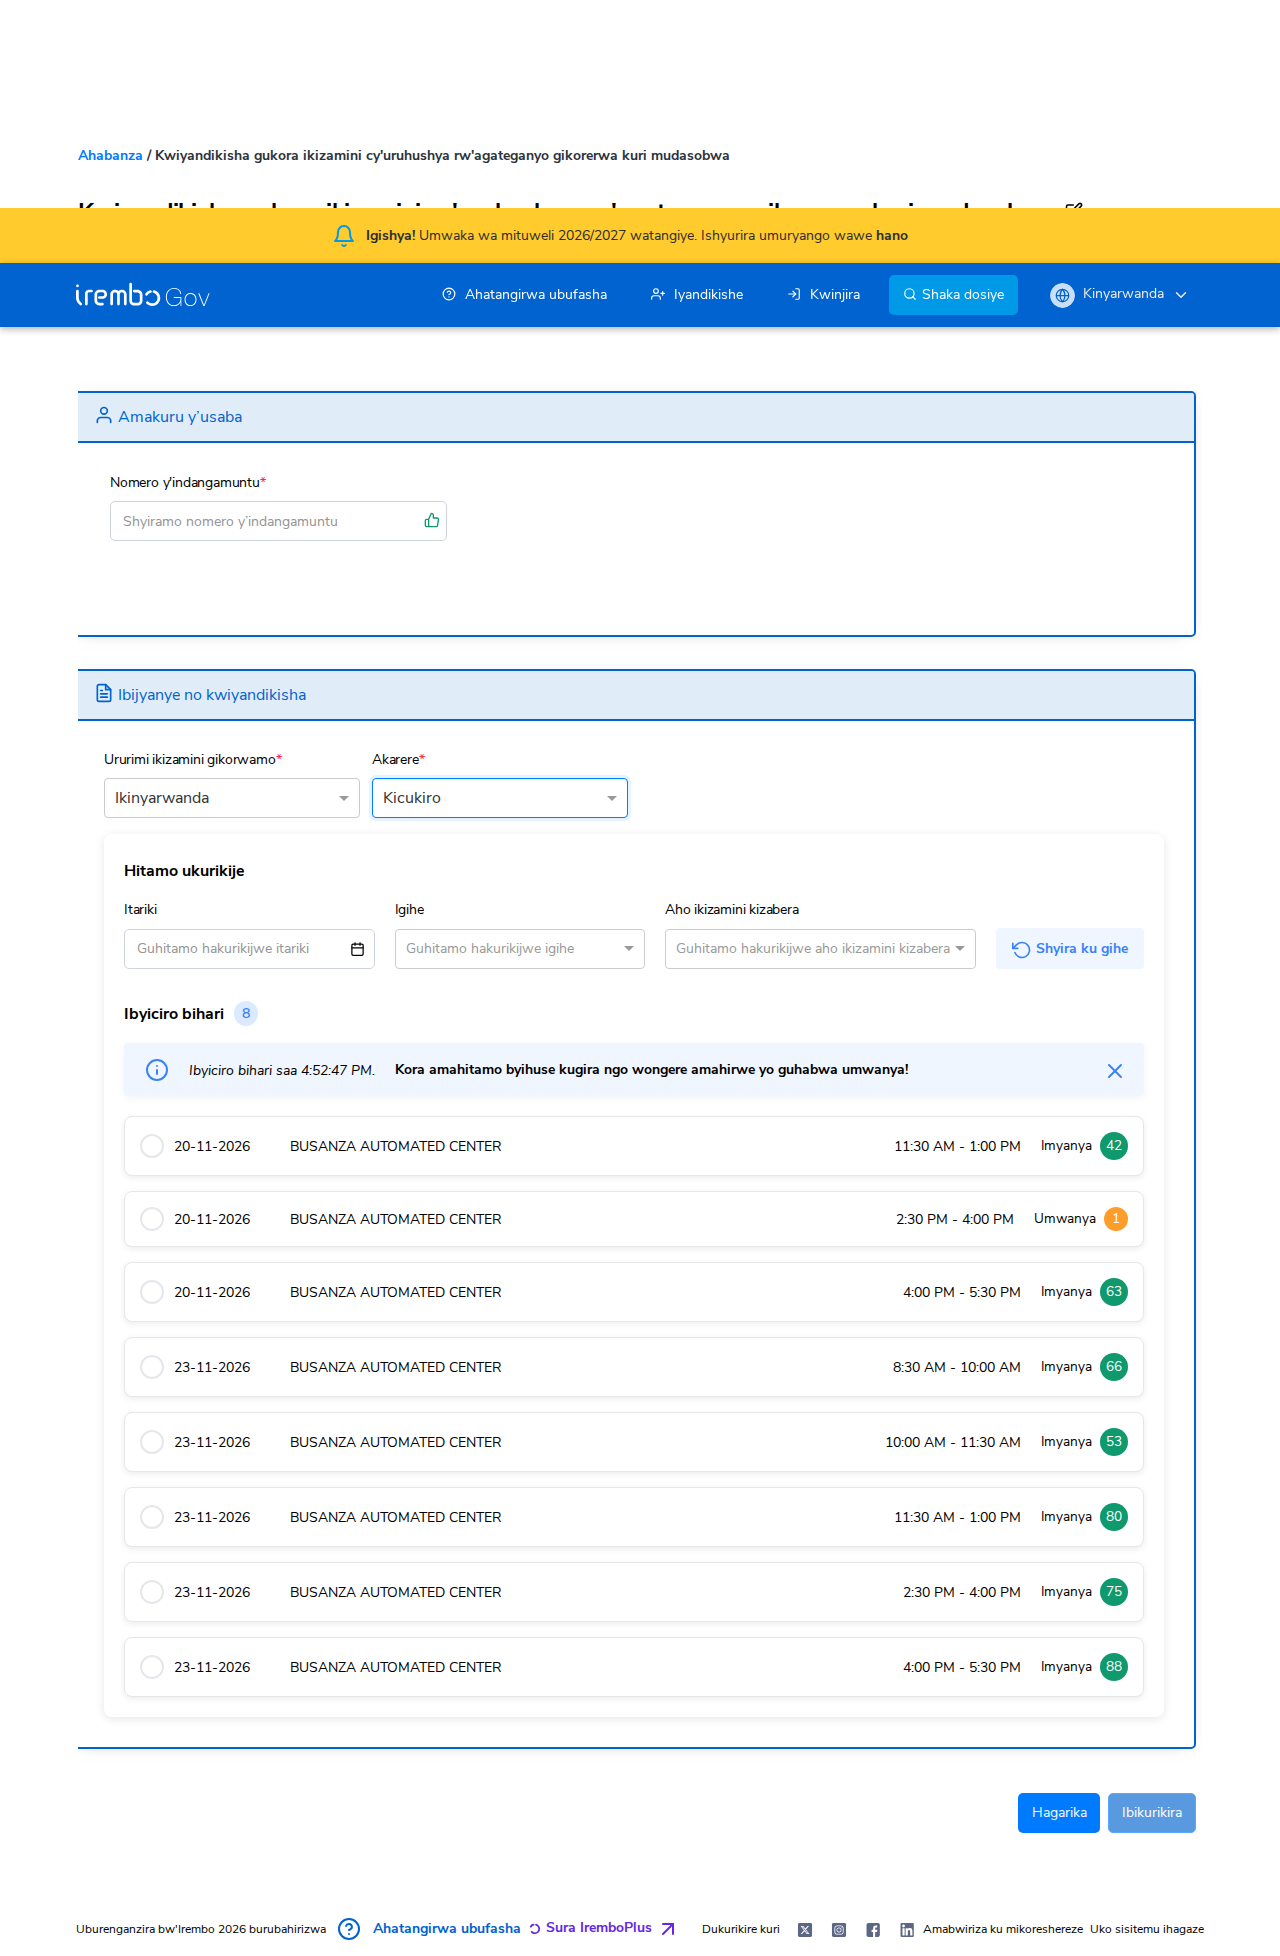 Ahabanza / Kwiyandikisha gukora ikizamini cy'uruhushya rw'agateganyo gikorerwa kuri mudasobwa
Igishya! Umwaka wa mituweli 2026/2027 watangiye. Ishyurira umuryango wawe hano
irembo Gov
Ahatangirwa ubufasha
Iyandikishe
Kwinjira
Shaka dosiye
Kinyarwanda
Amakuru y’usaba
Nomero y'indangamuntu*
Shyiramo nomero y’indangamuntu
Ibijyanye no kwiyandikisha
Ururimi ikizamini gikorwamo* Akarere*
Ikinyarwanda Kicukiro
Hitamo ukurikije
Itariki Igihe Aho ikizamini kizabera
Guhitamo hakurikijwe itariki Guhitamo hakurikijwe igihe Guhitamo hakurikijwe aho ikizamini kizabera Shyira ku gihe
Ibyiciro bihari 8
Ibyiciro bihari saa 4:52:47 PM. Kora amahitamo byihuse kugira ngo wongere amahirwe yo guhabwa umwanya!
20-11-2026 BUSANZA AUTOMATED CENTER 11:30 AM - 1:00 PM Imyanya 42
20-11-2026 BUSANZA AUTOMATED CENTER 2:30 PM - 4:00 PM Umwanya 1
20-11-2026 BUSANZA AUTOMATED CENTER 4:00 PM - 5:30 PM Imyanya 63
23-11-2026 BUSANZA AUTOMATED CENTER 8:30 AM - 10:00 AM Imyanya 66
23-11-2026 BUSANZA AUTOMATED CENTER 10:00 AM - 11:30 AM Imyanya 53
23-11-2026 BUSANZA AUTOMATED CENTER 11:30 AM - 1:00 PM Imyanya 80
23-11-2026 BUSANZA AUTOMATED CENTER 2:30 PM - 4:00 PM Imyanya 75
23-11-2026 BUSANZA AUTOMATED CENTER 4:00 PM - 5:30 PM Imyanya 88
Hagarika Ibikurikira
Uburenganzira bw'Irembo 2026 burubahirizwa Ahatangirwa ubufasha Sura IremboPlus Dukurikire kuri Amabwiriza ku mikoreshereze Uko sisitemu ihagaze